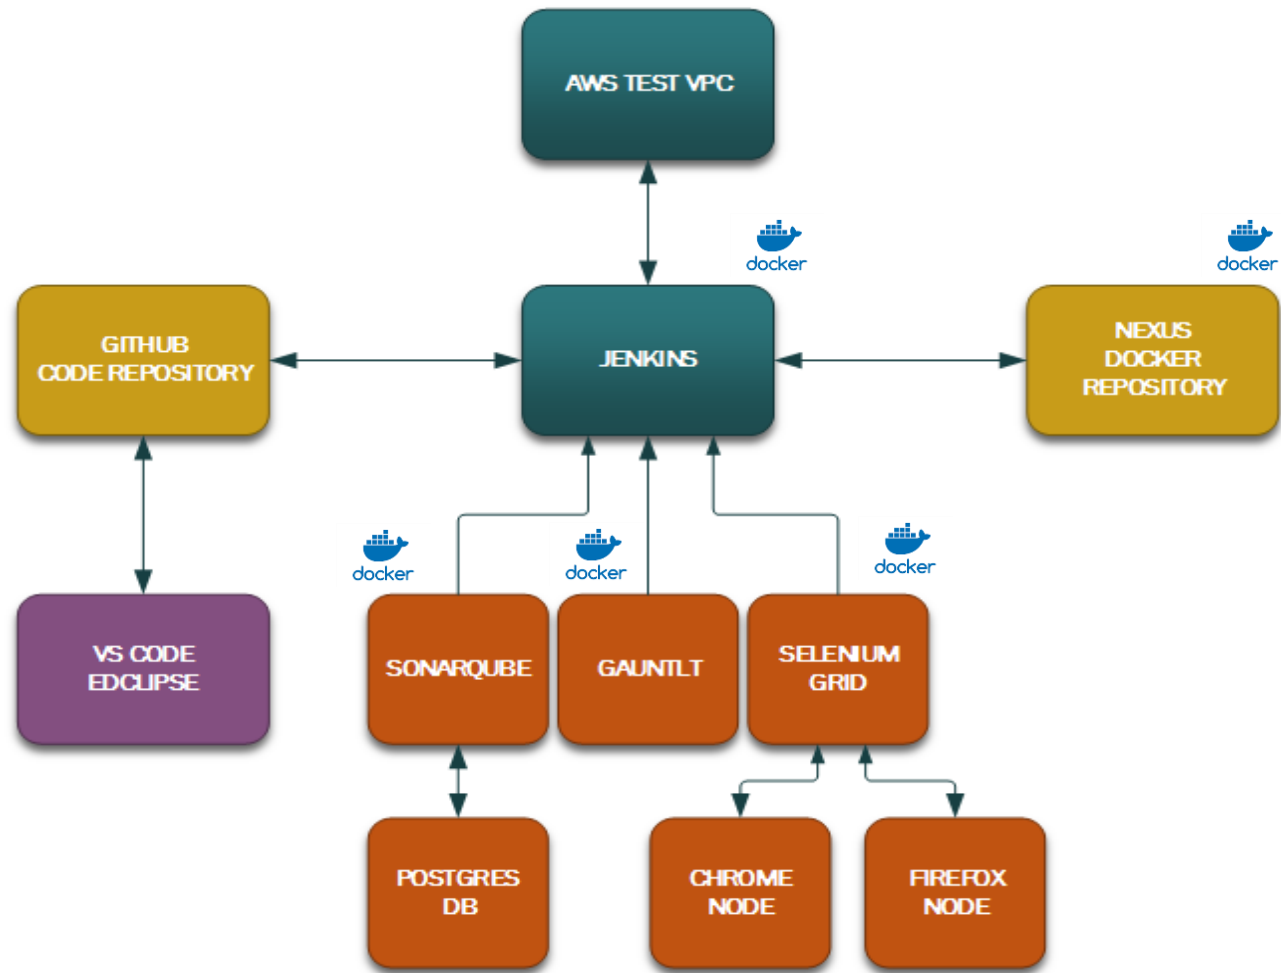 AWS TEST VPC
docker
docker
GITHUB
CODE REPOSITORY
JENKINS
NEXUS
DOCKER
REPOSITORY
docker
docker
docker
VS CODE
EDCLIPSE
SONARQUBE
GAUNTLT
SELENIUM
GRID
POSTGRES
DB
CHROME
NODE
FIREFOX
NODE